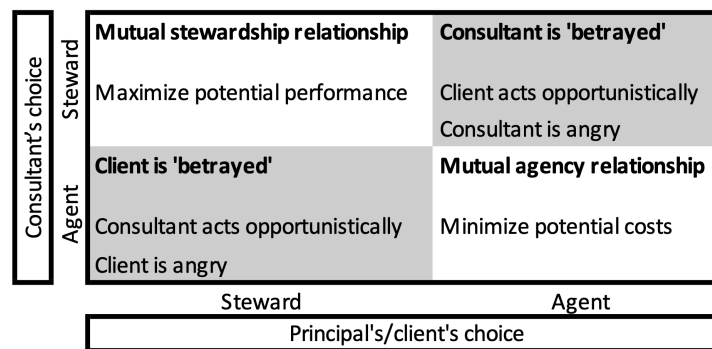 Consultant's choice
Steward
Agent
Mutual stewardship relationship
Maximize potential performance
Consultant is 'betrayed'
Client acts opportunistically
Consultant is angry
Client is 'betrayed'
Consultant acts opportunistically
Client is angry
Mutual agency relationship
Minimize potential costs
Steward
Agent
Principal's/client's choice